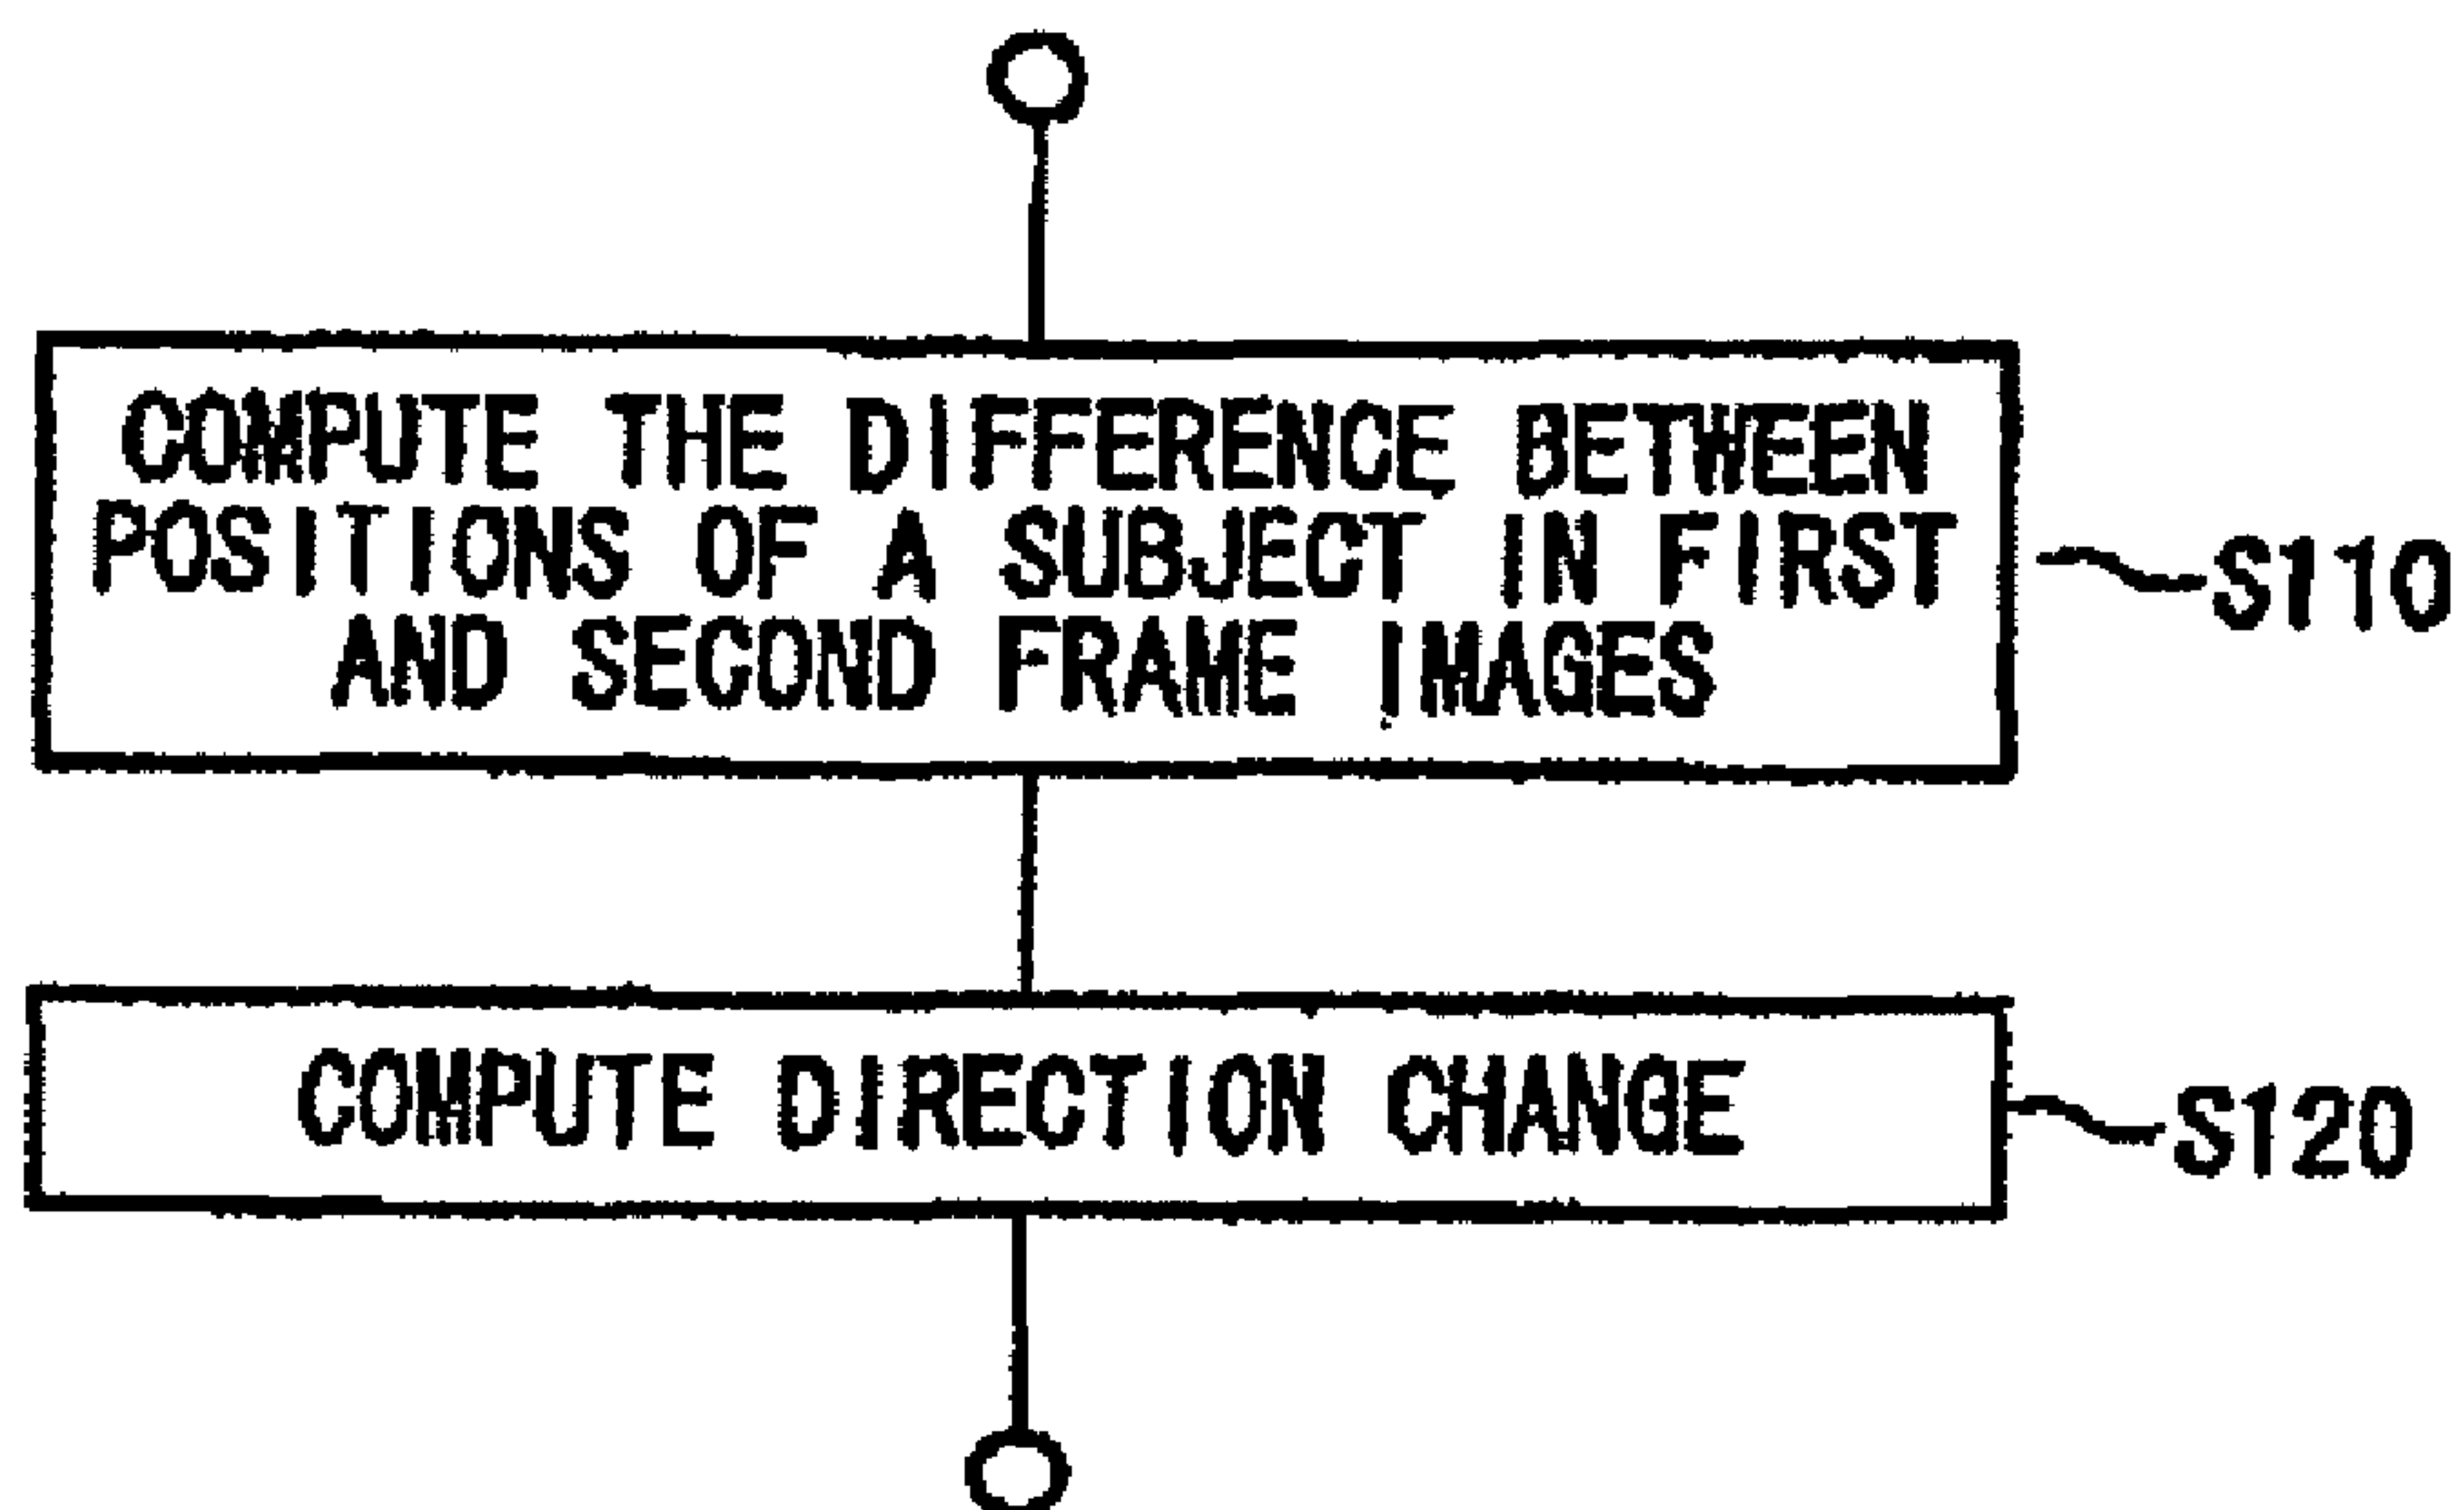 COMPUTE THE DIFFERENCE BETWEEN
POSITIONS OF A SUBJECT IN FIRST
AND SECOND FRAME IMAGES
S110
COMPUTE DIRECTION CHANGE
S120